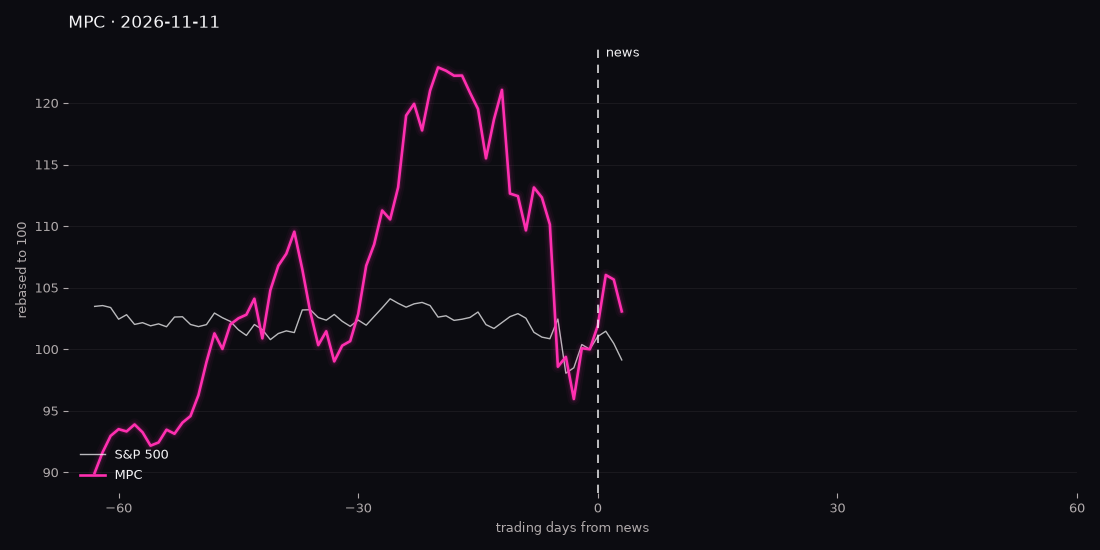 MPC · 2026-11-11
news
120
115
110
105
100
95
90
rebased to 100
S&P 500
MPC
−60
−30
0
30
60
trading days from news